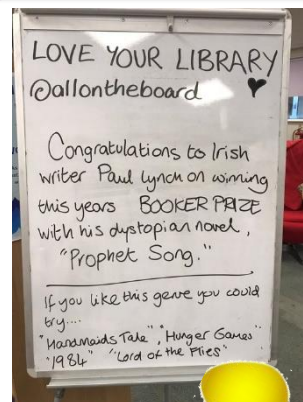 LOVE YOUR LIBRARY
@allontheboard ♥
Congratulations to Irish
writer Paul Lynch on winning
this years BOOKER PRIZE
with his dystopian novel,
"Prophet Song."
If you like this genre you could
try....
"Handmaids Tale", "Hunger Games"
"1984" "Lord of the Flies"